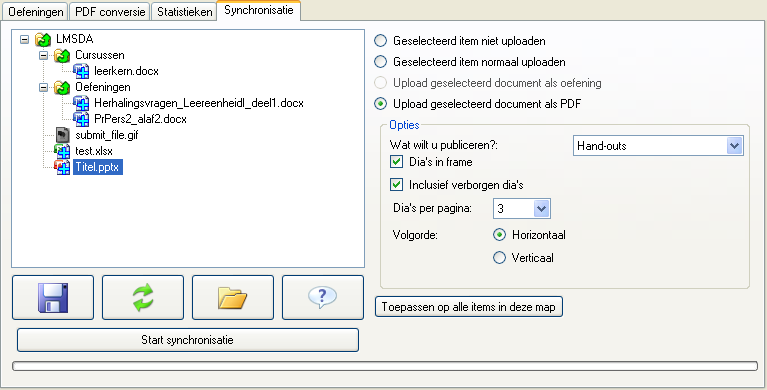 Oefeningen PDF conversie Statistieken Synchronisatie
LMSDA
Cursussen
leerkern.docx
Oefeningen
Herhalingsvragen_Leereenheidl_deel1.docx
PrPers2_alaf2.docx
submit_file.gif
test.xlsx
Titel.pptx
Geselecteerd item niet uploaden
Geselecteerd item normaal uploaden
Upload geselecteerd document als oefening
Upload geselecteerd document als PDF
Opties
Wat wilt u publiceren?: Hand-outs
Dia's in frame
Inclusief verborgen dia's
Dia's per pagina: 3
Volgorde: Horizontaal
Verticaal
?
Toepassen op alle items in deze map
Start synchronisatie